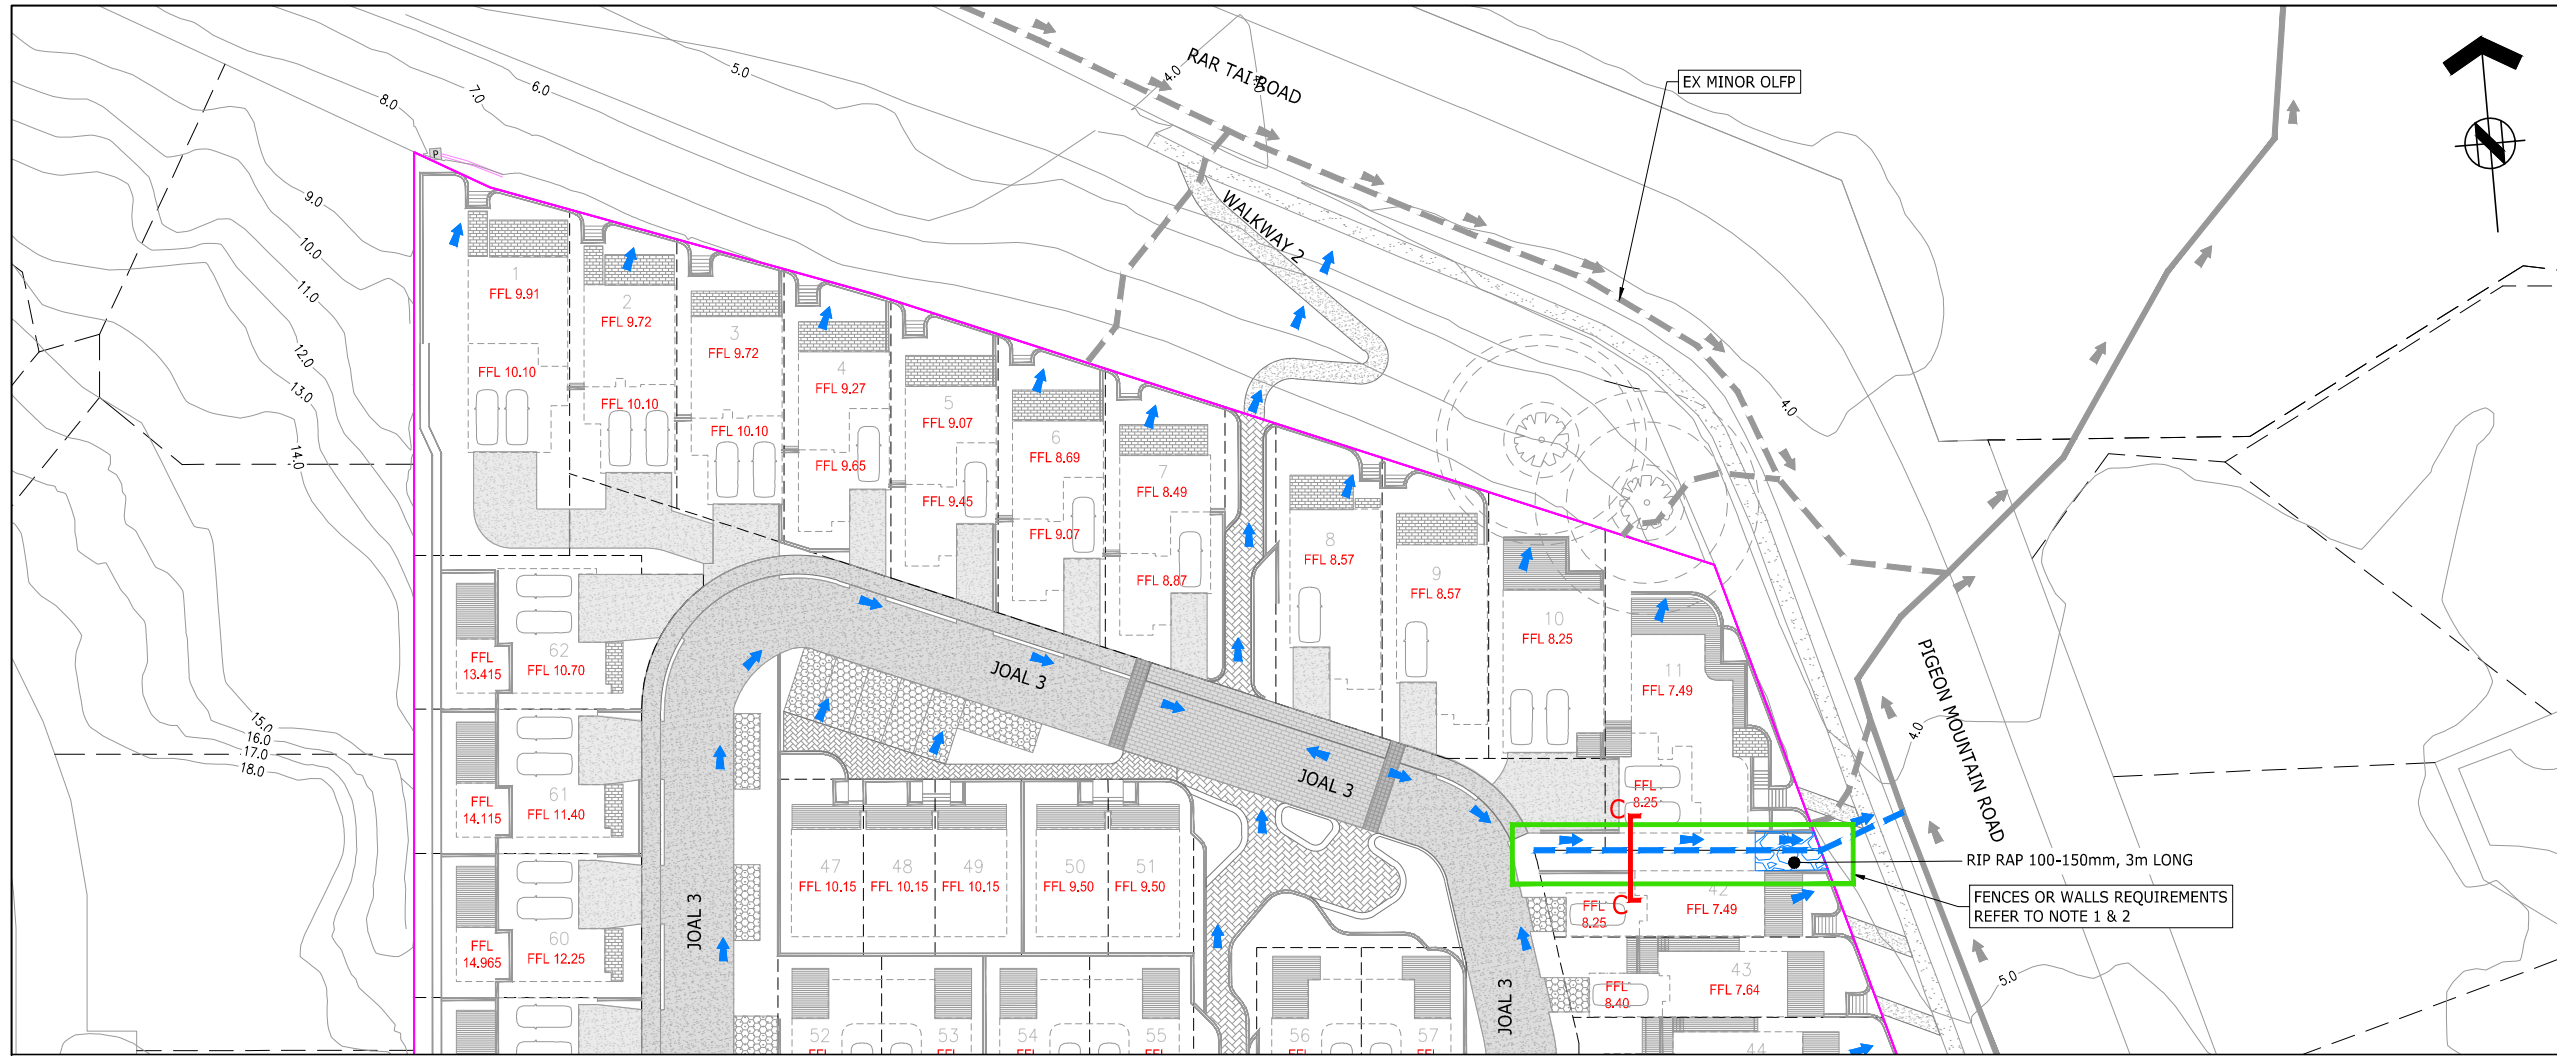 RAR TAI ROAD
EX MINOR OLFP
WALKWAY 2
PIGEON MOUNTAIN ROAD
P
8.0
7.0
6.0
5.0
4.0
9.0
10.0
11.0
12.0
13.0
14.0
15.0
16.0
17.0
18.0
4.0
4.0
5.0
1
FFL 9.91
FFL 10.10
2
FFL 9.72
FFL 10.10
3
FFL 9.72
FFL 10.10
4
FFL 9.27
FFL 9.65
5
FFL 9.07
FFL 9.45
6
FFL 8.69
FFL 9.07
7
FFL 8.49
FFL 8.87
8
FFL 8.57
9
FFL 8.57
10
FFL 8.25
11
FFL 7.49
FFL
8.25
JOAL 3
JOAL 3
JOAL 3
JOAL 3
62
FFL 10.70
FFL
13.415
61
FFL 11.40
FFL
14.115
60
FFL 12.25
FFL
14.965
47
FFL 10.15
48
FFL 10.15
49
FFL 10.15
50
FFL 9.50
51
FFL 9.50
C
C
42
FFL 7.49
FFL
8.25
43
FFL 7.64
FFL
8.40
44
RIP RAP 100-150mm, 3m LONG
FENCES OR WALLS REQUIREMENTS
REFER TO NOTE 1 & 2
52
FFL
53
FFL
54
FFL
55
FFL
56
FFL
57
FFL